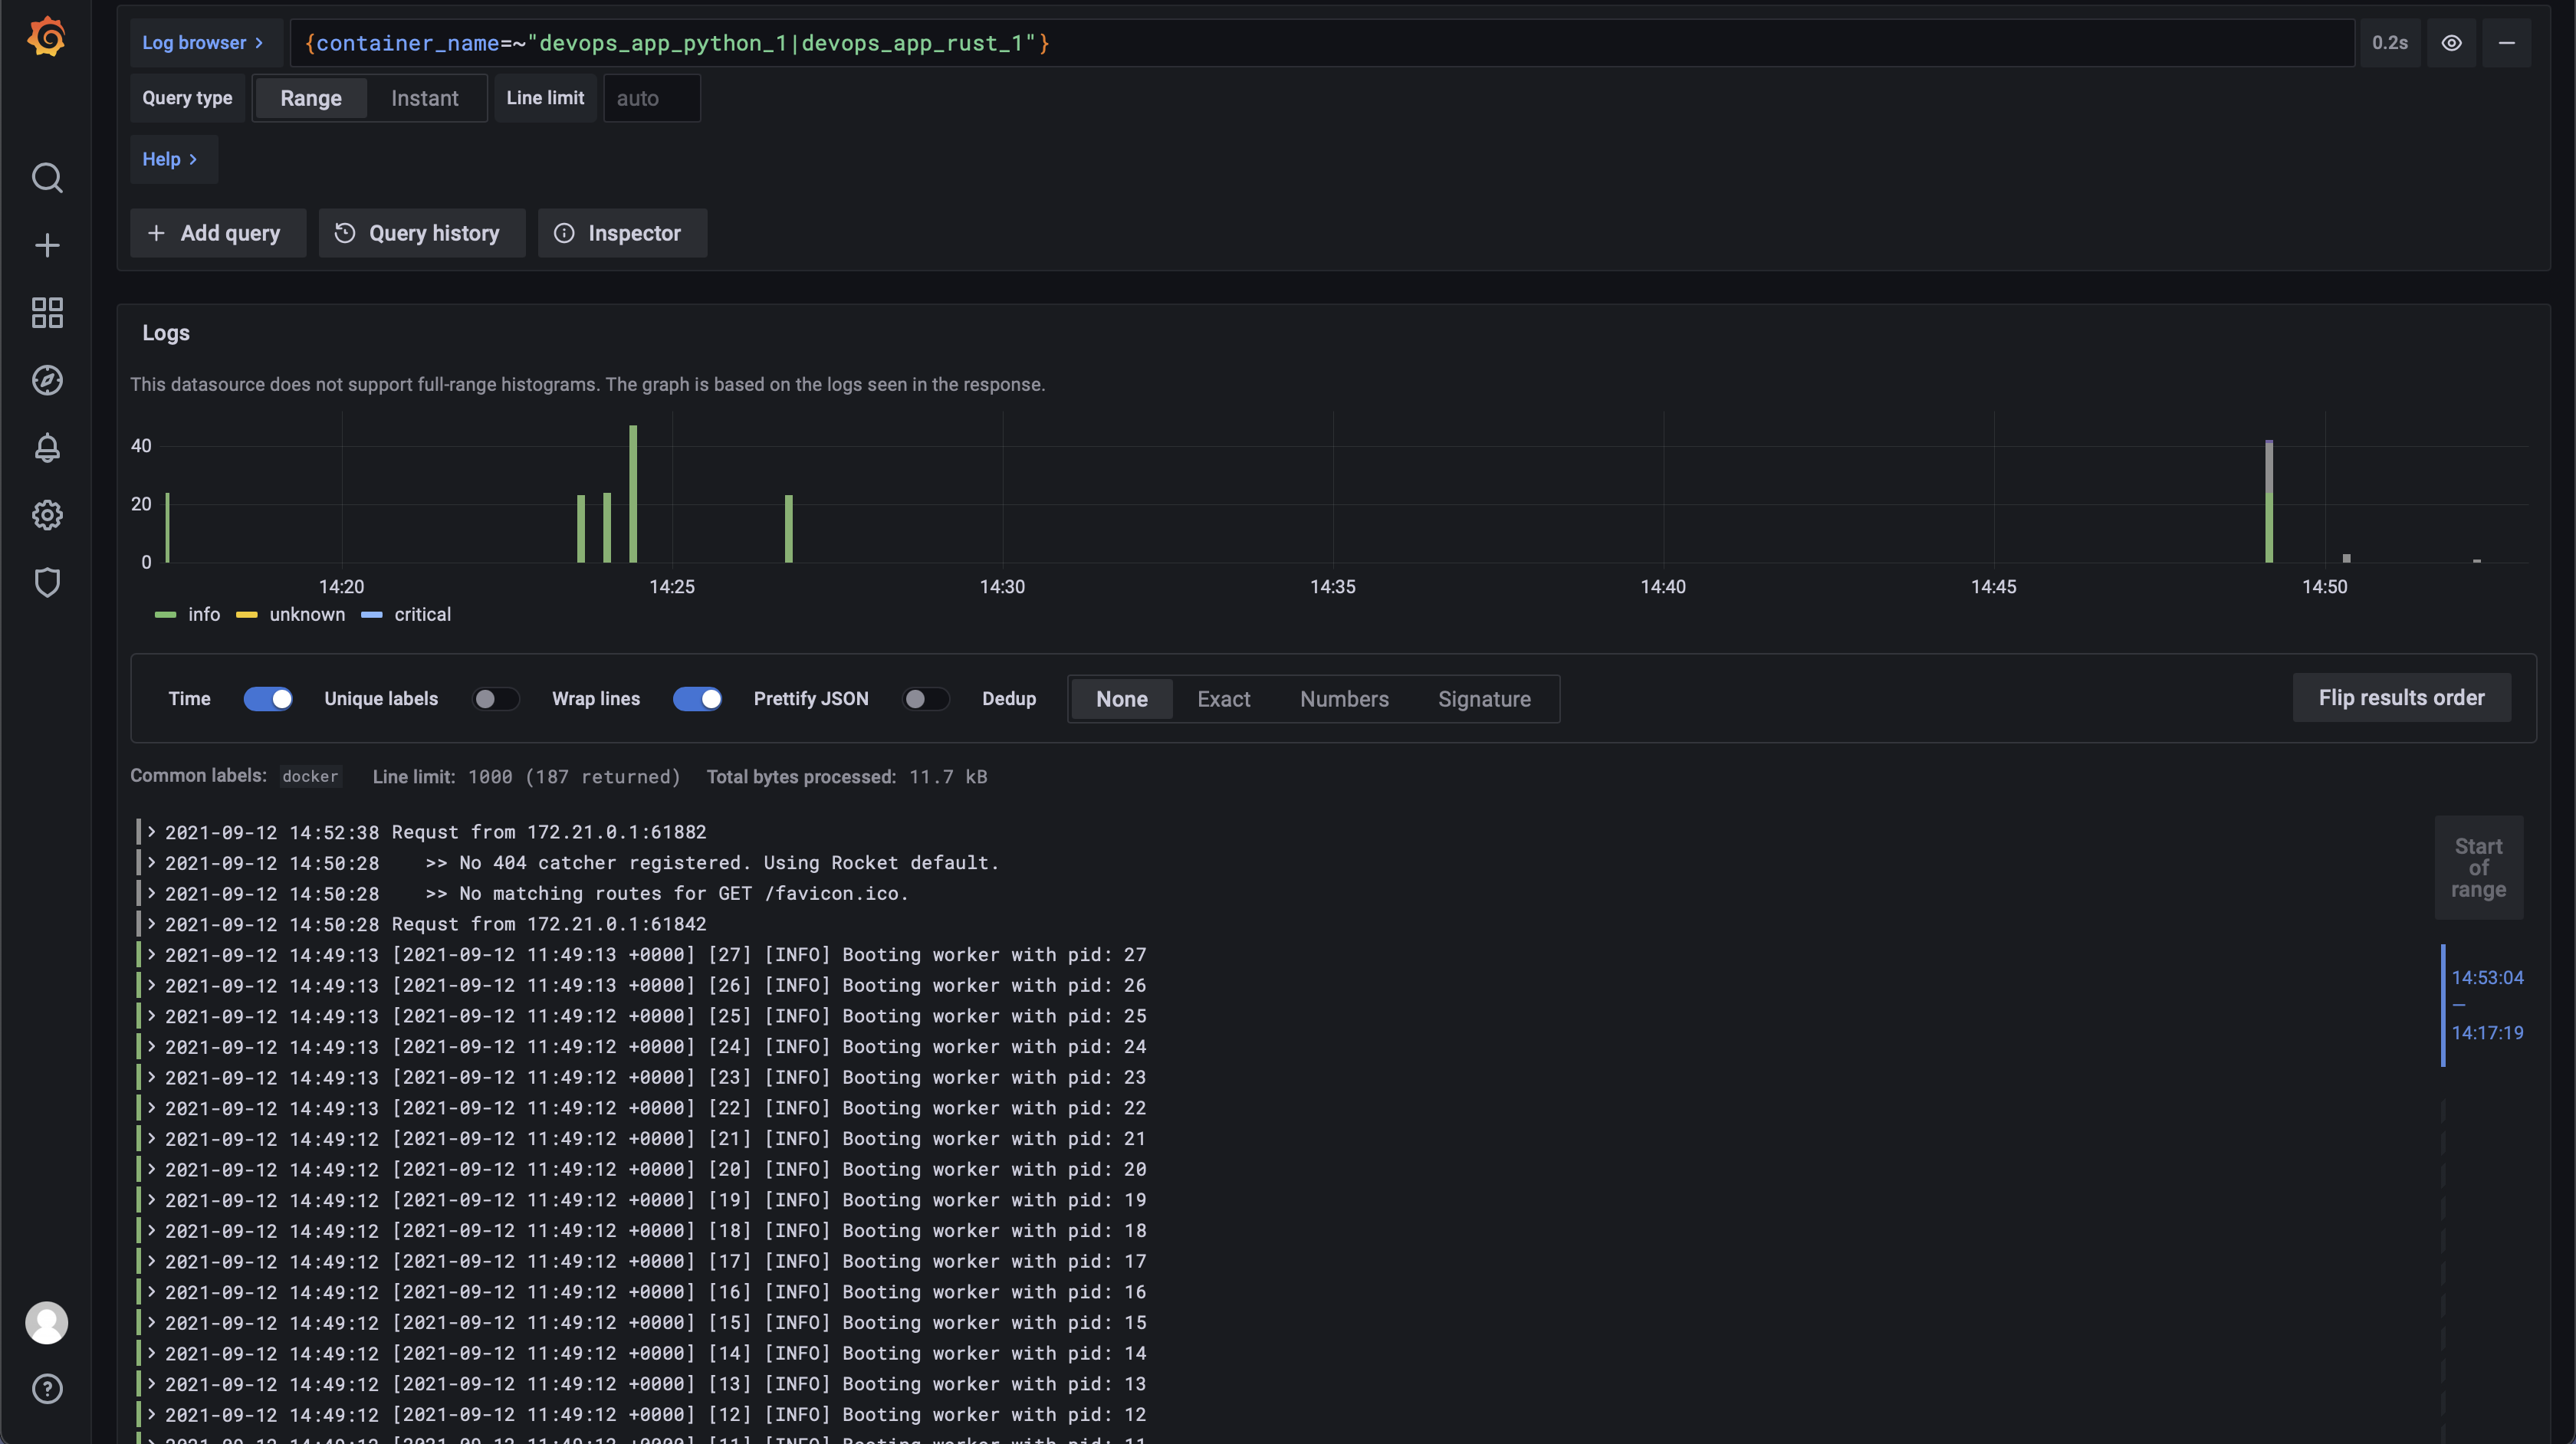 Log browser > {container_name=~"devops_app_python_1|devops_app_rust_1"} 0.2s
Query type Range Instant Line limit auto
Help >
+ Add query Query history Inspector
Logs
This datasource does not support full-range histograms. The graph is based on the logs seen in the response.
40
20
0
14:20 14:25 14:30 14:35 14:40 14:45 14:50
info unknown critical
Time Unique labels Wrap lines Prettify JSON Dedup None Exact Numbers Signature Flip results order
Common labels: docker Line limit: 1000 (187 returned) Total bytes processed: 11.7 kB
> 2021-09-12 14:52:38 Requst from 172.21.0.1:61882
> 2021-09-12 14:50:28 >> No 404 catcher registered. Using Rocket default.
> 2021-09-12 14:50:28 >> No matching routes for GET /favicon.ico.
> 2021-09-12 14:50:28 Requst from 172.21.0.1:61842
> 2021-09-12 14:49:13 [2021-09-12 11:49:13 +0000] [27] [INFO] Booting worker with pid: 27
> 2021-09-12 14:49:13 [2021-09-12 11:49:13 +0000] [26] [INFO] Booting worker with pid: 26
> 2021-09-12 14:49:13 [2021-09-12 11:49:12 +0000] [25] [INFO] Booting worker with pid: 25
> 2021-09-12 14:49:13 [2021-09-12 11:49:12 +0000] [24] [INFO] Booting worker with pid: 24
> 2021-09-12 14:49:13 [2021-09-12 11:49:12 +0000] [23] [INFO] Booting worker with pid: 23
> 2021-09-12 14:49:13 [2021-09-12 11:49:12 +0000] [22] [INFO] Booting worker with pid: 22
> 2021-09-12 14:49:12 [2021-09-12 11:49:12 +0000] [21] [INFO] Booting worker with pid: 21
> 2021-09-12 14:49:12 [2021-09-12 11:49:12 +0000] [20] [INFO] Booting worker with pid: 20
> 2021-09-12 14:49:12 [2021-09-12 11:49:12 +0000] [19] [INFO] Booting worker with pid: 19
> 2021-09-12 14:49:12 [2021-09-12 11:49:12 +0000] [18] [INFO] Booting worker with pid: 18
> 2021-09-12 14:49:12 [2021-09-12 11:49:12 +0000] [17] [INFO] Booting worker with pid: 17
> 2021-09-12 14:49:12 [2021-09-12 11:49:12 +0000] [16] [INFO] Booting worker with pid: 16
> 2021-09-12 14:49:12 [2021-09-12 11:49:12 +0000] [15] [INFO] Booting worker with pid: 15
> 2021-09-12 14:49:12 [2021-09-12 11:49:12 +0000] [14] [INFO] Booting worker with pid: 14
> 2021-09-12 14:49:12 [2021-09-12 11:49:12 +0000] [13] [INFO] Booting worker with pid: 13
> 2021-09-12 14:49:12 [2021-09-12 11:49:12 +0000] [12] [INFO] Booting worker with pid: 12
> 2021-09-12 14:49:12 [2021-09-12 11:49:12 +0000] [11] [INFO] Booting worker with pid: 11
Start
of
range
14:53:04
—
14:17:19